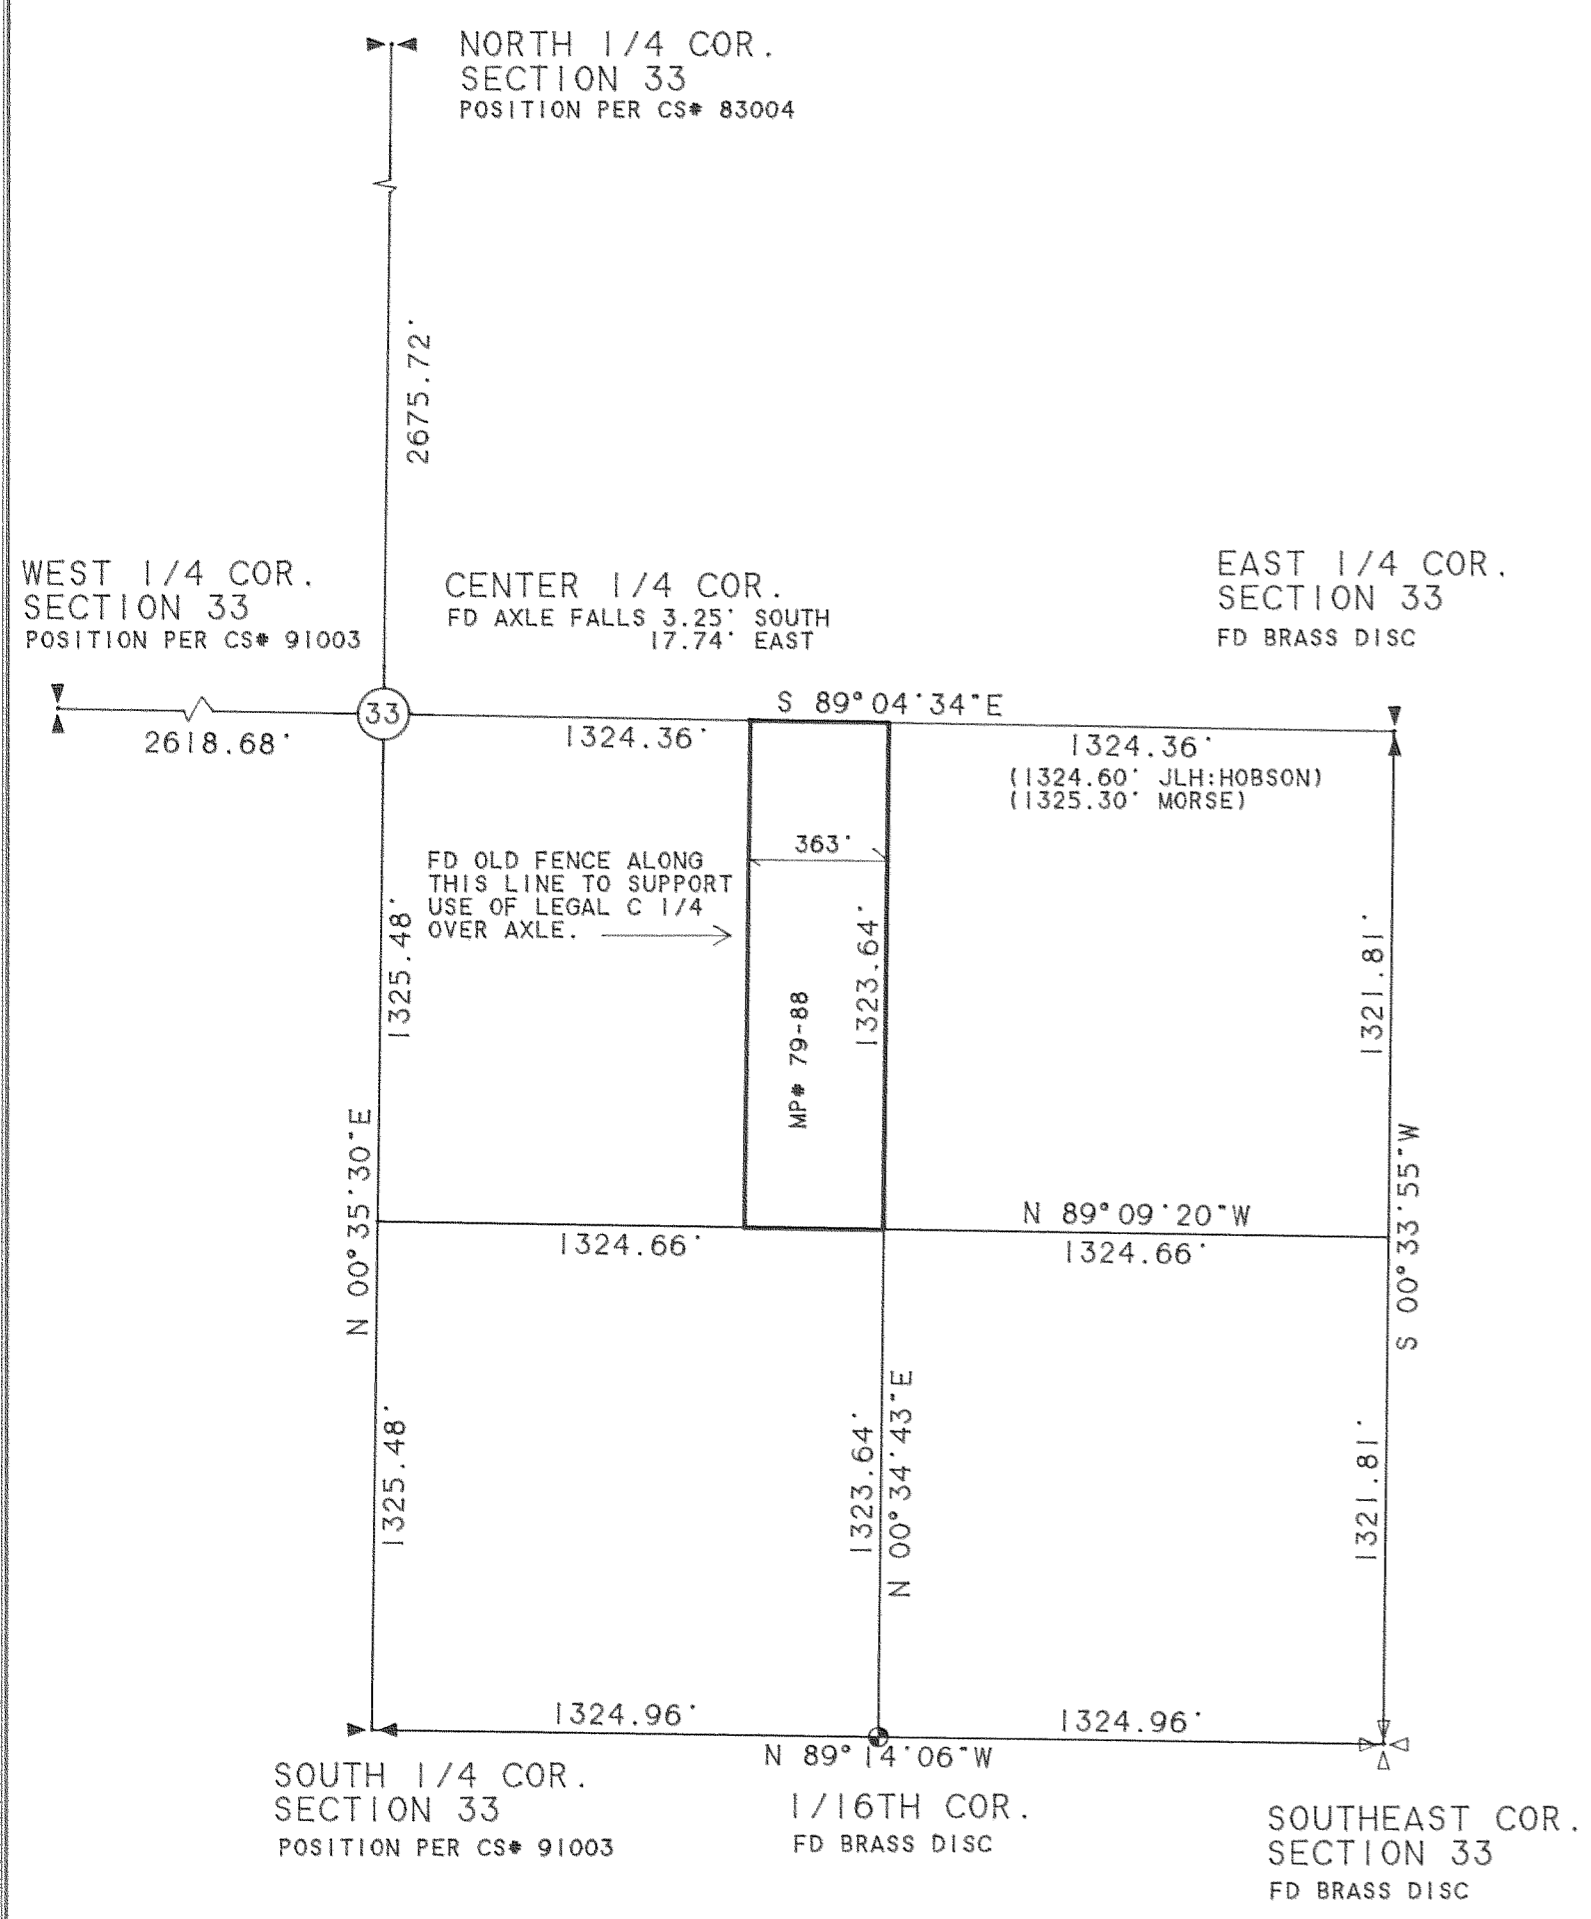 NORTH 1/4 COR.
SECTION 33
POSITION PER CS# 83004
2675.72'
WEST 1/4 COR.
SECTION 33
POSITION PER CS# 91003
CENTER 1/4 COR.
FD AXLE FALLS 3.25' SOUTH
17.74' EAST
EAST 1/4 COR.
SECTION 33
FD BRASS DISC
33
2618.68'
S 89°04'34"E
1324.36'
1324.36'
(1324.60' JLH:HOBSON)
(1325.30' MORSE)
363'
FD OLD FENCE ALONG
THIS LINE TO SUPPORT
USE OF LEGAL C 1/4
OVER AXLE.
1325.48'
1323.64'
1321.81'
MP# 79-88
N 00°35'30"E
S 00°33'55"W
N 89°09'20"W
1324.66'
1324.66'
1325.48'
1323.64'
N 00°34'43"E
1321.81'
1324.96'
1324.96'
N 89°14'06"W
SOUTH 1/4 COR.
SECTION 33
POSITION PER CS# 91003
1/16TH COR.
FD BRASS DISC
SOUTHEAST COR.
SECTION 33
FD BRASS DISC